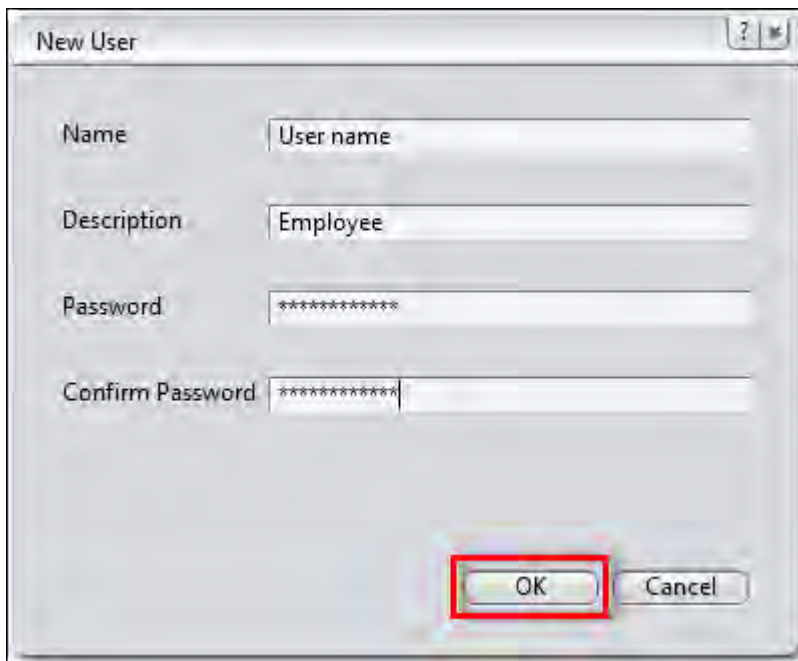 New User
?
Name User name
Description Employee
Password ************
Confirm Password ************
OK Cancel